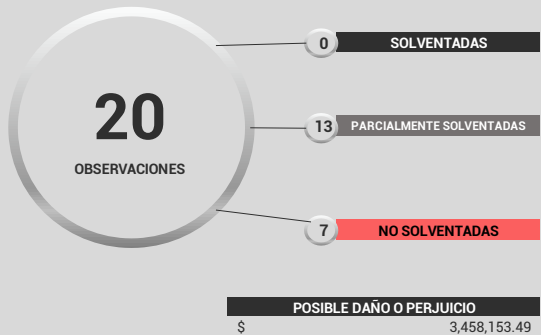 20
OBSERVACIONES
0 SOLVENTADAS
13 PARCIALMENTE SOLVENTADAS
7 NO SOLVENTADAS
POSIBLE DAÑO O PERJUICIO
$ 3,458,153.49